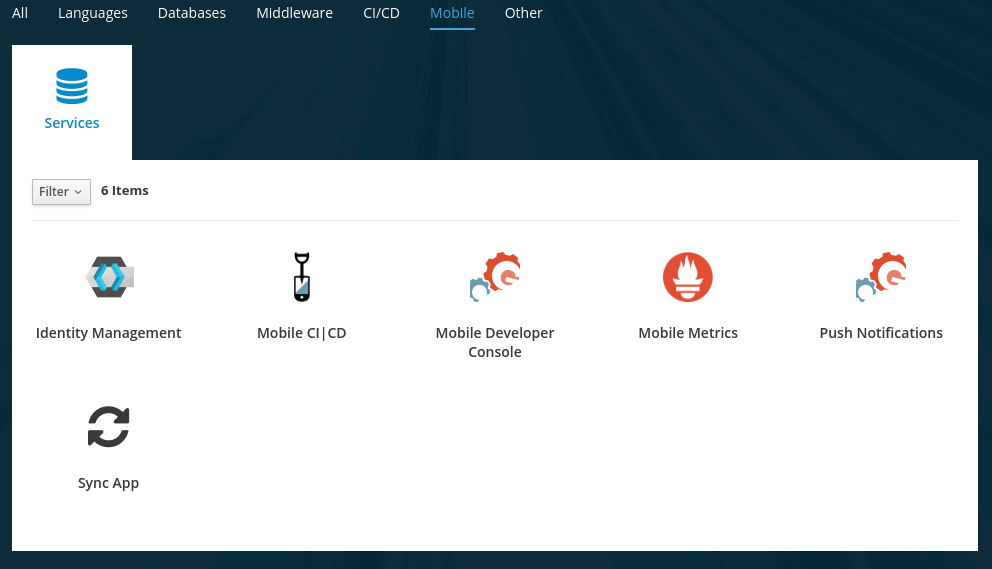 All Languages Databases Middleware CI/CD Mobile Other
Services
Filter 6 Items
Identity Management Mobile CI|CD Mobile Developer Console Mobile Metrics Push Notifications
Sync App